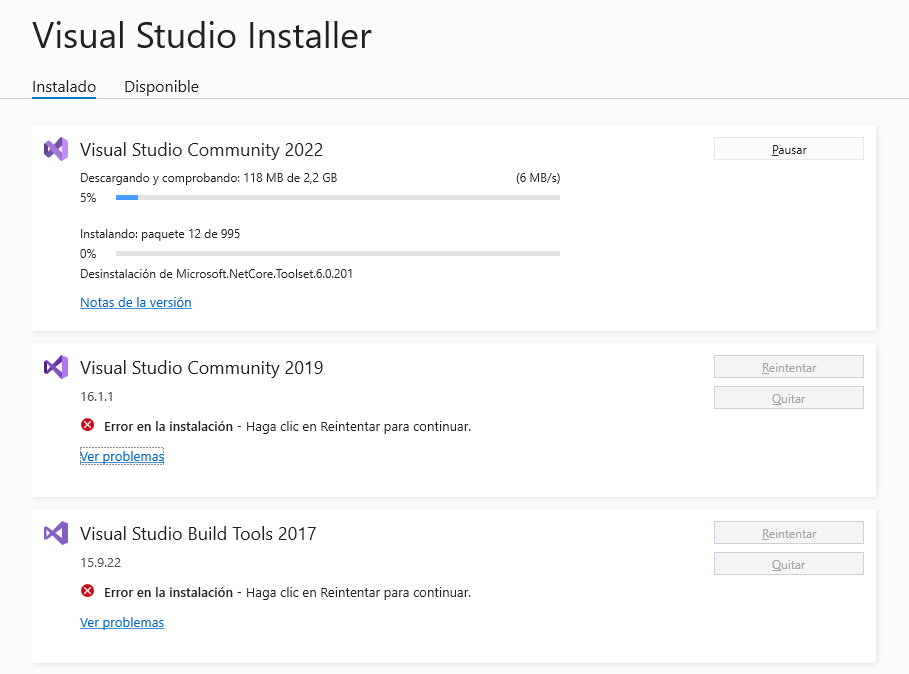 Visual Studio Installer
Instalado Disponible
Visual Studio Community 2022 Pausar
Descargando y comprobando: 118 MB de 2,2 GB (6 MB/s)
5%
Instalando: paquete 12 de 995
0%
Desinstalación de Microsoft.NetCore.Toolset.6.0.201
Notas de la versión
Visual Studio Community 2019 Reintentar
16.1.1 Quitar
Error en la instalación - Haga clic en Reintentar para continuar.
Ver problemas
Visual Studio Build Tools 2017 Reintentar
15.9.22 Quitar
Error en la instalación - Haga clic en Reintentar para continuar.
Ver problemas